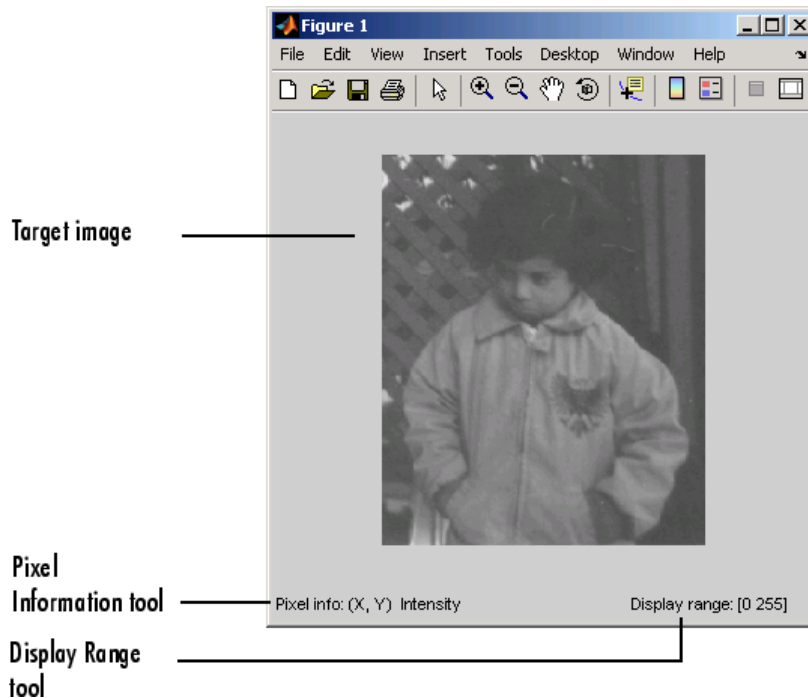 Figure 1
File Edit View Insert Tools Desktop Window Help
Target image
Pixel
Information tool
Pixel info: (X, Y) Intensity
Display range: [0 255]
Display Range
tool